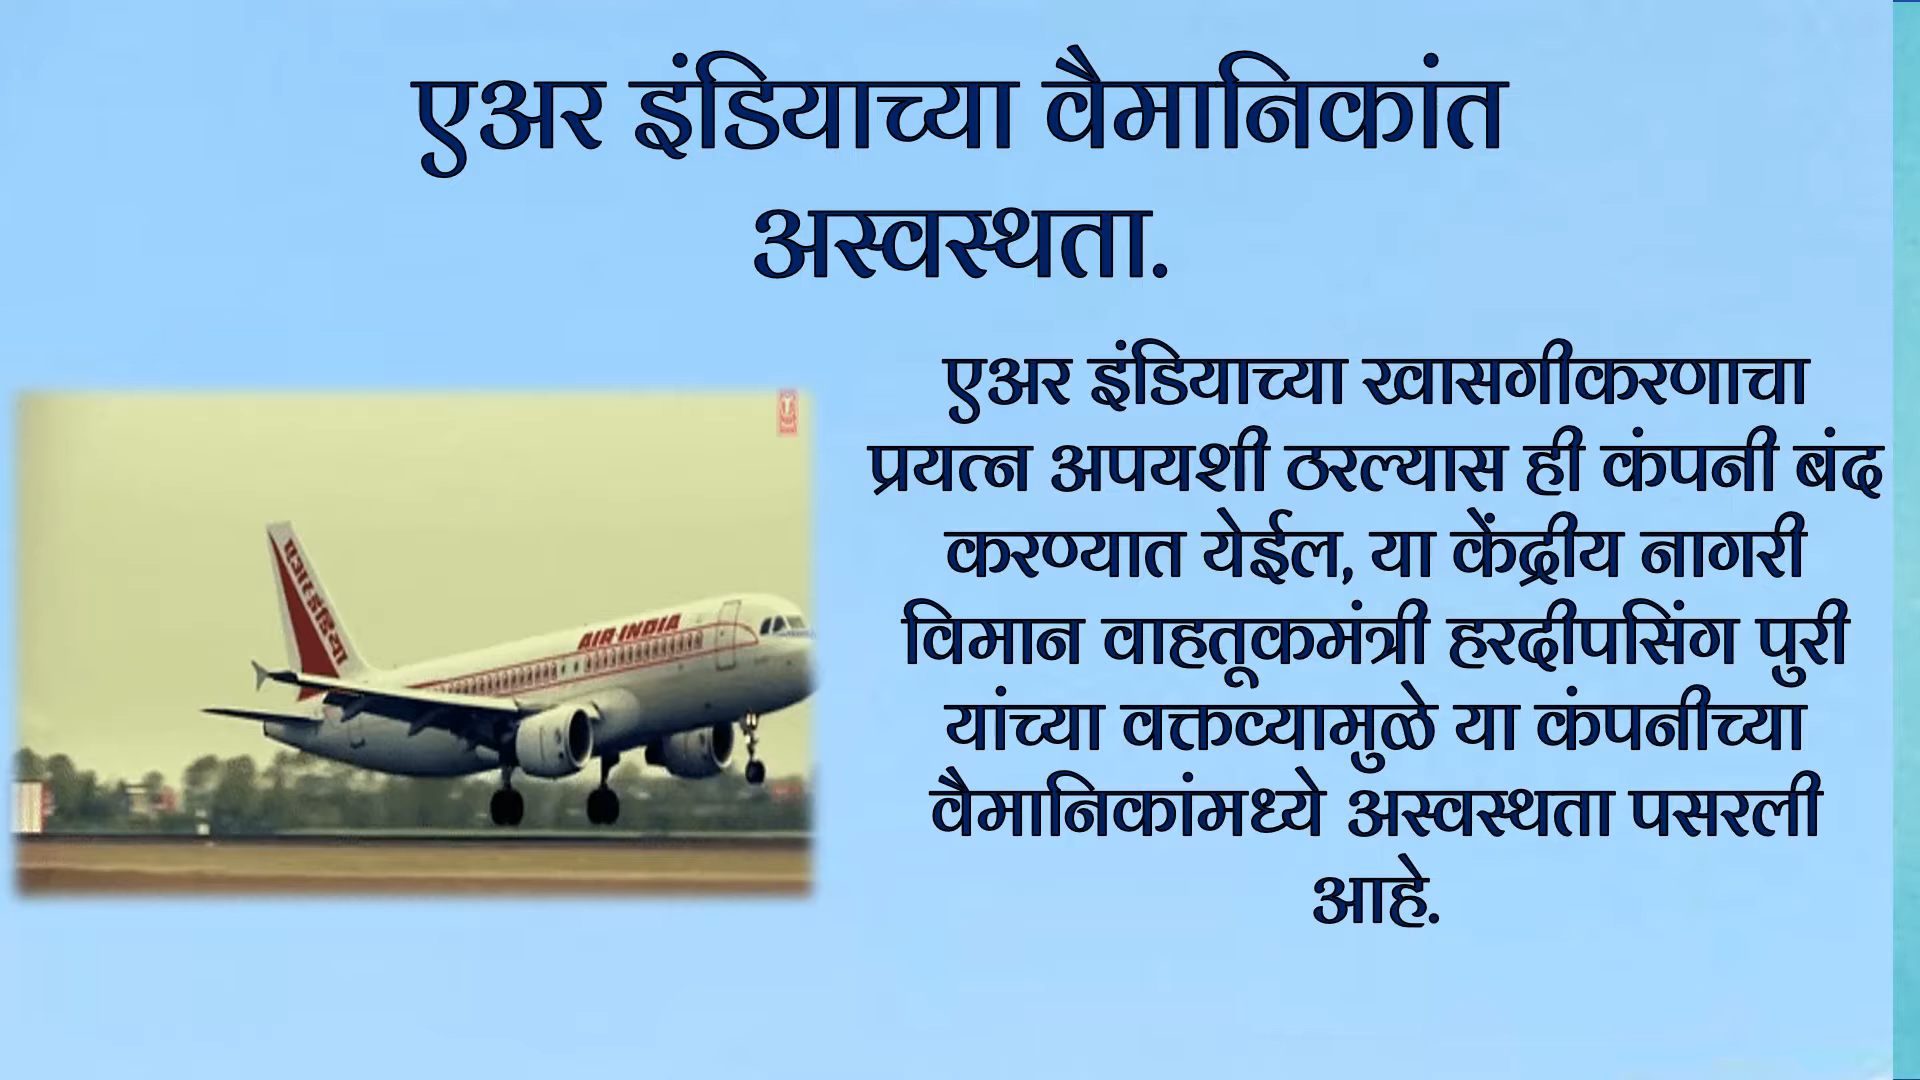 एअर इंडियाच्या वैमानिकांत
अस्वस्थता.
एअर इंडियाच्या खासगीकरणाचा
प्रयत्न अपयशी ठरल्यास ही कंपनी बंद
करण्यात येईल, या केंद्रीय नागरी
विमान वाहतूकमंत्री हरदीपसिंग पुरी
यांच्या वक्तव्यामुळे या कंपनीच्या
वैमानिकांमध्ये अस्वस्थता पसरली
आहे.
एअर इंडिया
AIR-INDIA